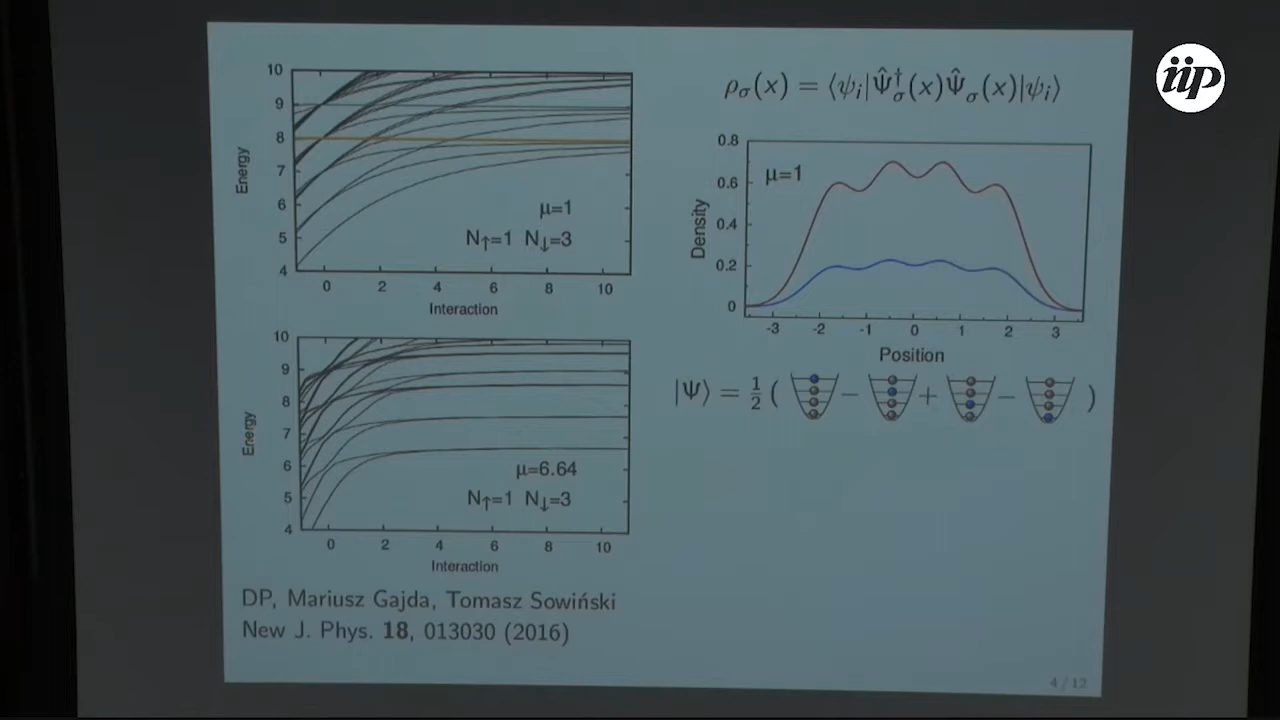 10
9
8
7
6
5
4
Energy
μ=1
N↑=1 N↓=3
0 2 4 6 8 10
Interaction
10
9
8
7
6
5
4
Energy
μ=6.64
N↑=1 N↓=3
0 2 4 6 8 10
Interaction
DP, Mariusz Gajda, Tomasz Sowiński
New J. Phys. 18, 013030 (2016)
ρσ(x) = ⟨ψi|Ψ̂†σ(x)Ψ̂σ(x)|ψi⟩
0.8
0.6
0.4
0.2
0
Density
μ=1
-3 -2 -1 0 1 2 3
Position
|Ψ⟩ = ½ ( − + − )
4 / 12
iip